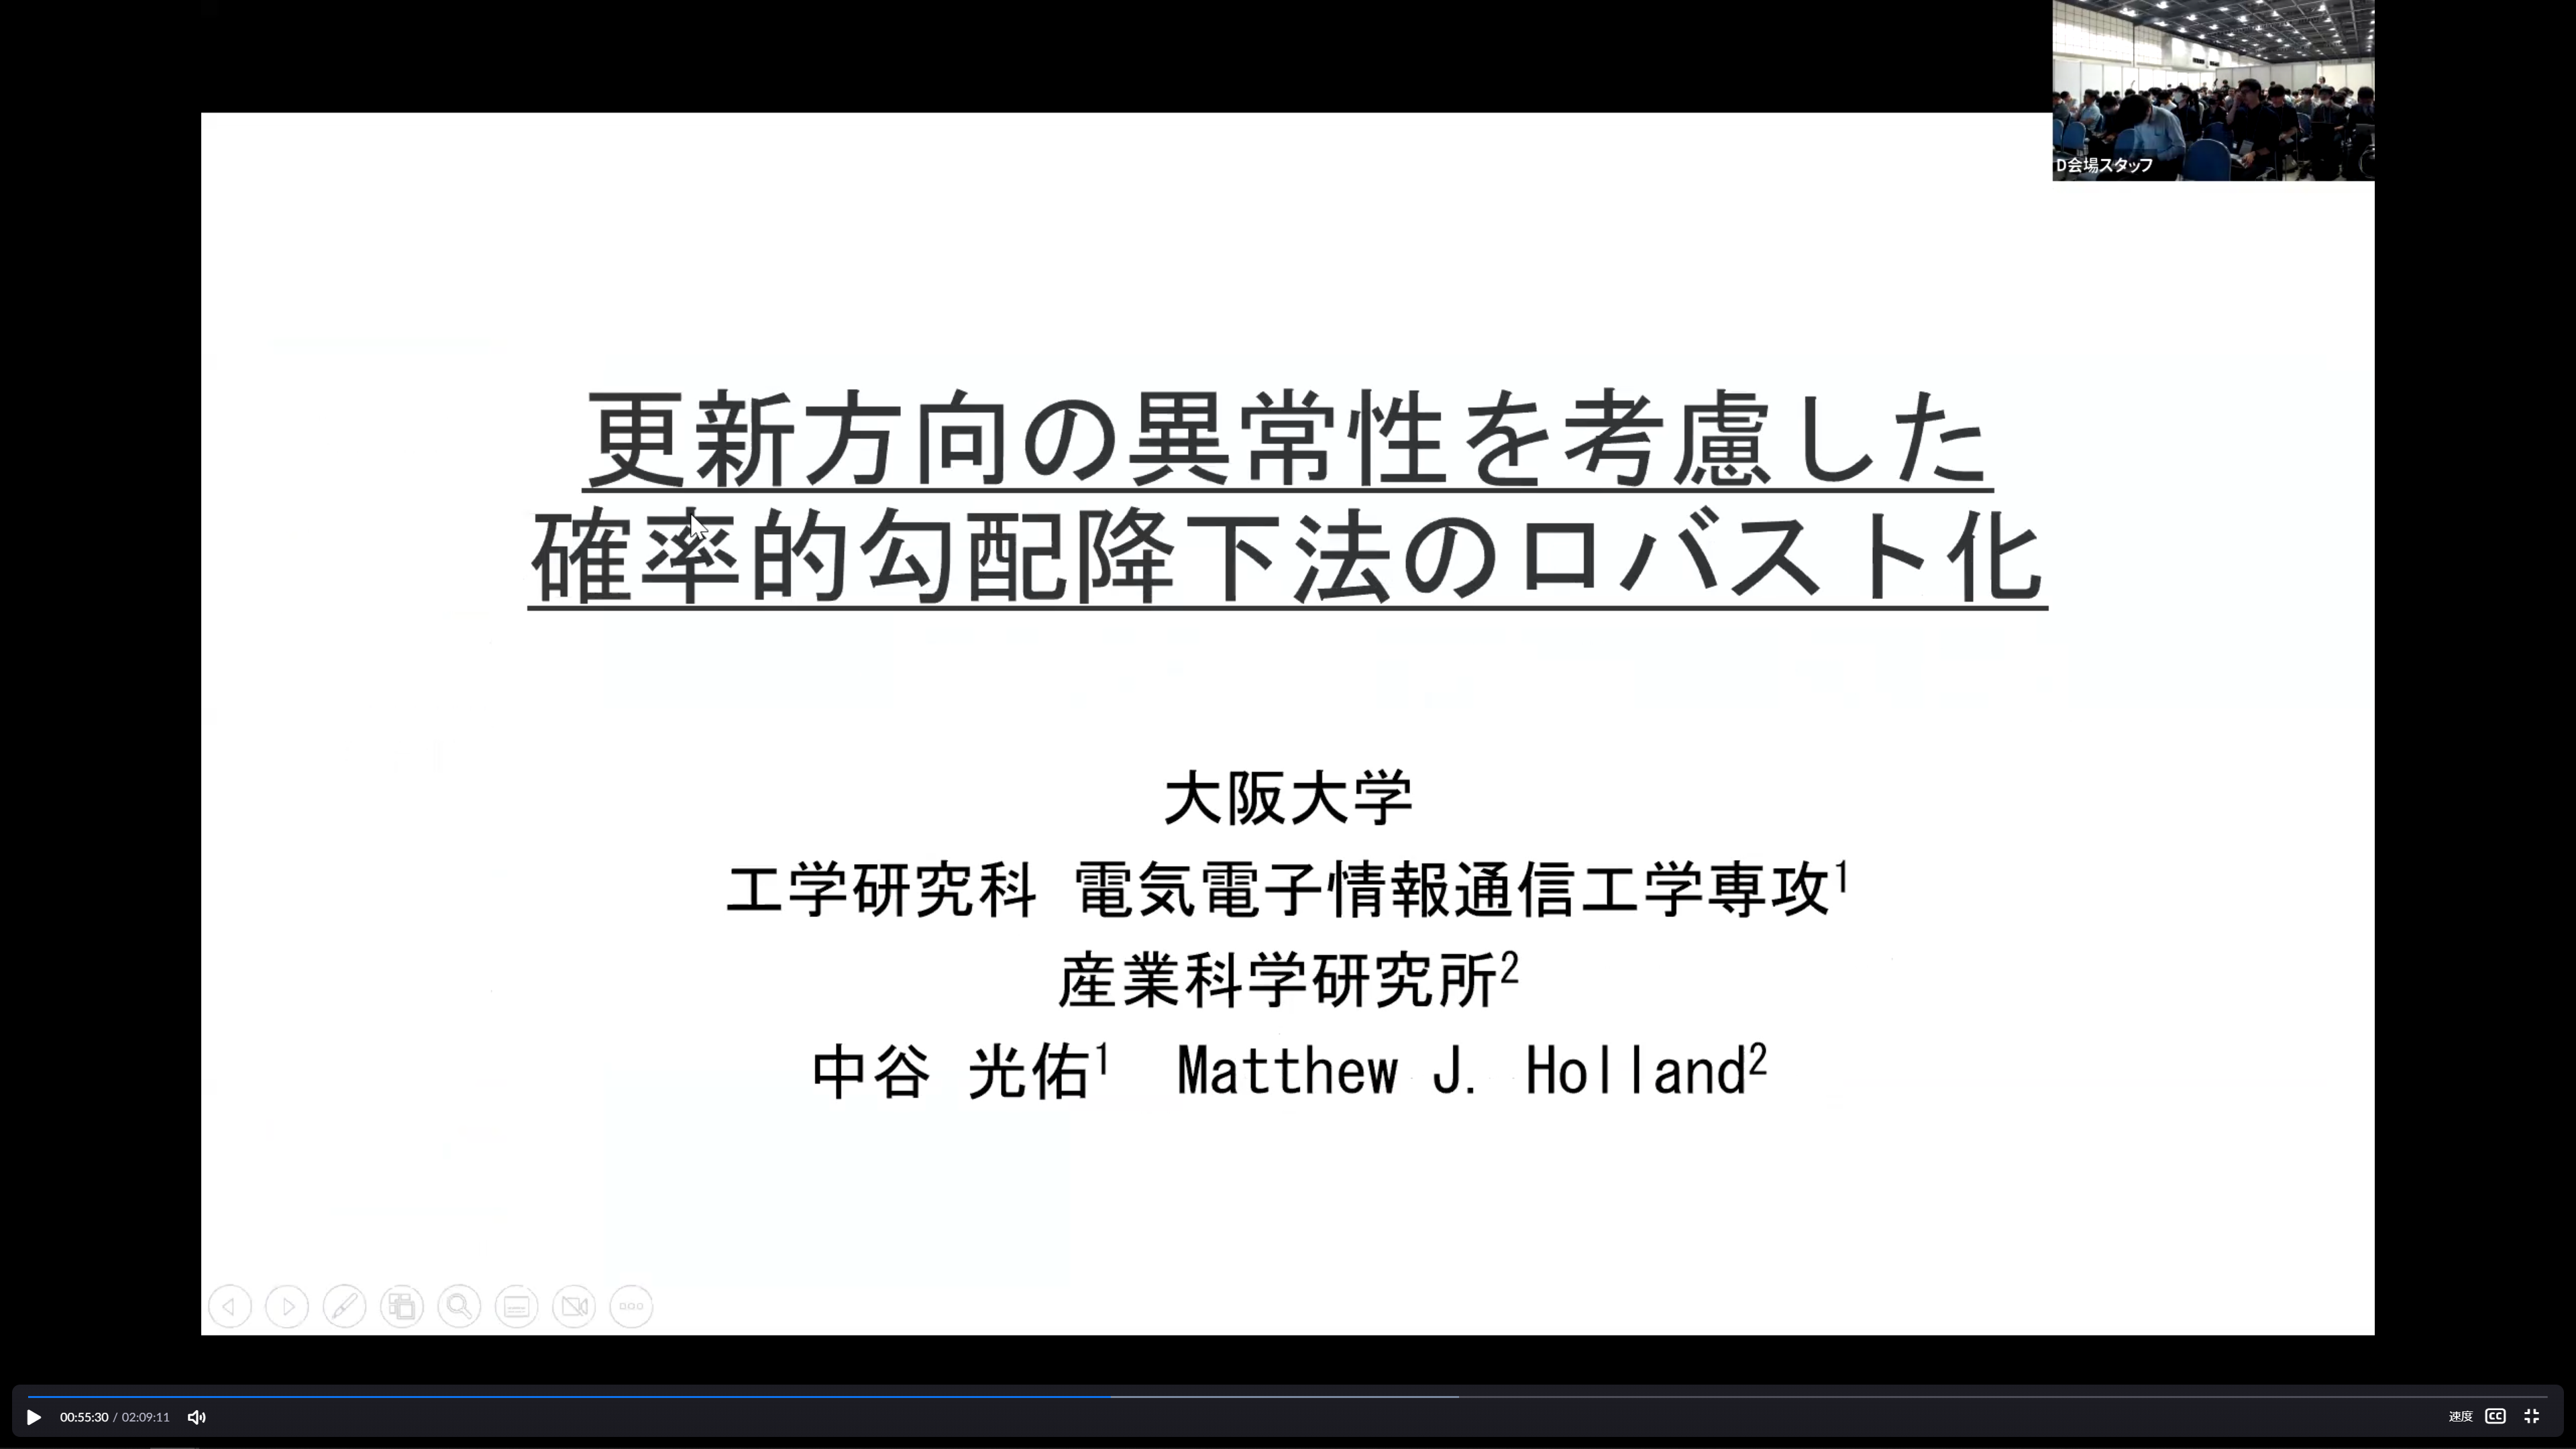 D会場スタッフ
更新方向の異常性を考慮した
確率的勾配降下法のロバスト化
大阪大学
工学研究科 電気電子情報通信工学専攻1
産業科学研究所2
中谷 光佑1 Matthew J. Holland2
00:55:30 / 02:09:11
速度
CC